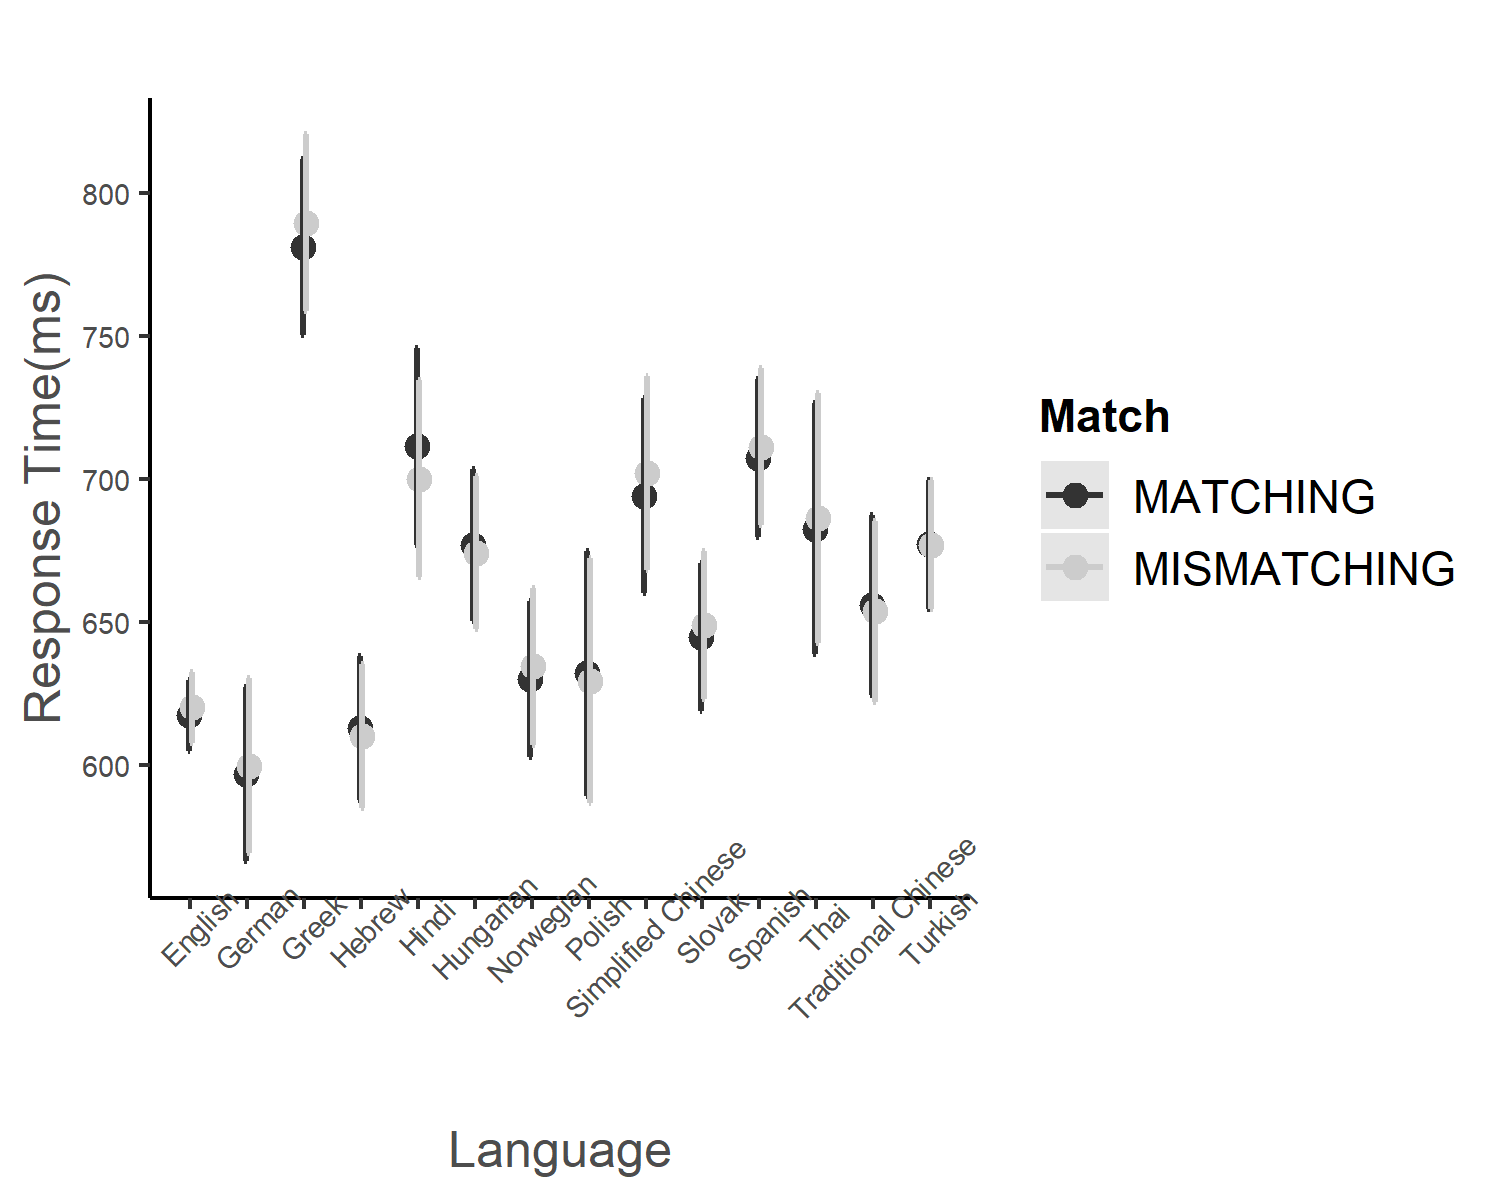 800
750
700
650
600
Response Time(ms)
English
German
Greek
Hebrew
Hindi
Hungarian
Norwegian
Polish
Simplified Chinese
Slovak
Spanish
Thai
Traditional Chinese
Turkish
Language
Match
MATCHING
MISMATCHING